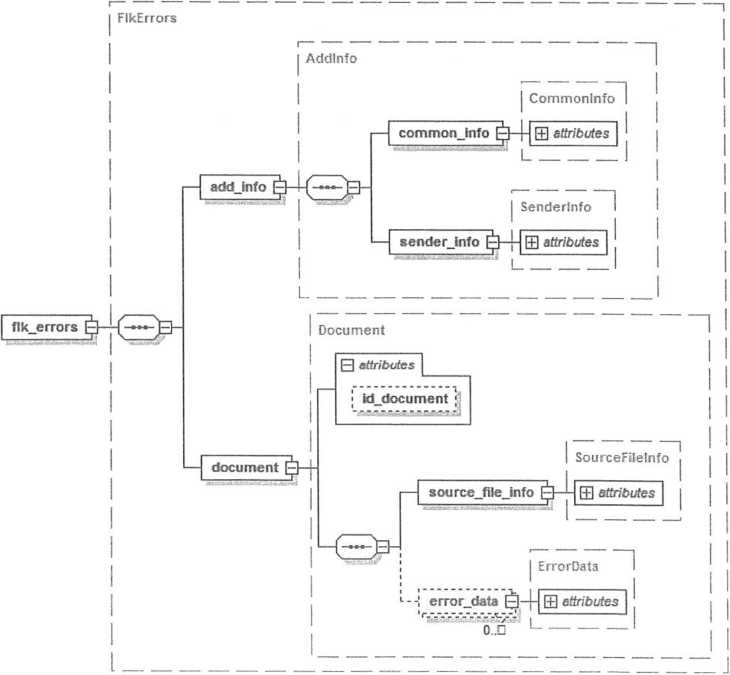 FlkErrors
AddInfo
CommonInfo
common_info
attributes
add_info
SenderInfo
sender_info
attributes
flk_errors
Document
attributes
id_document
document
SourceFileInfo
source_file_info
attributes
ErrorData
error_data
attributes
0..